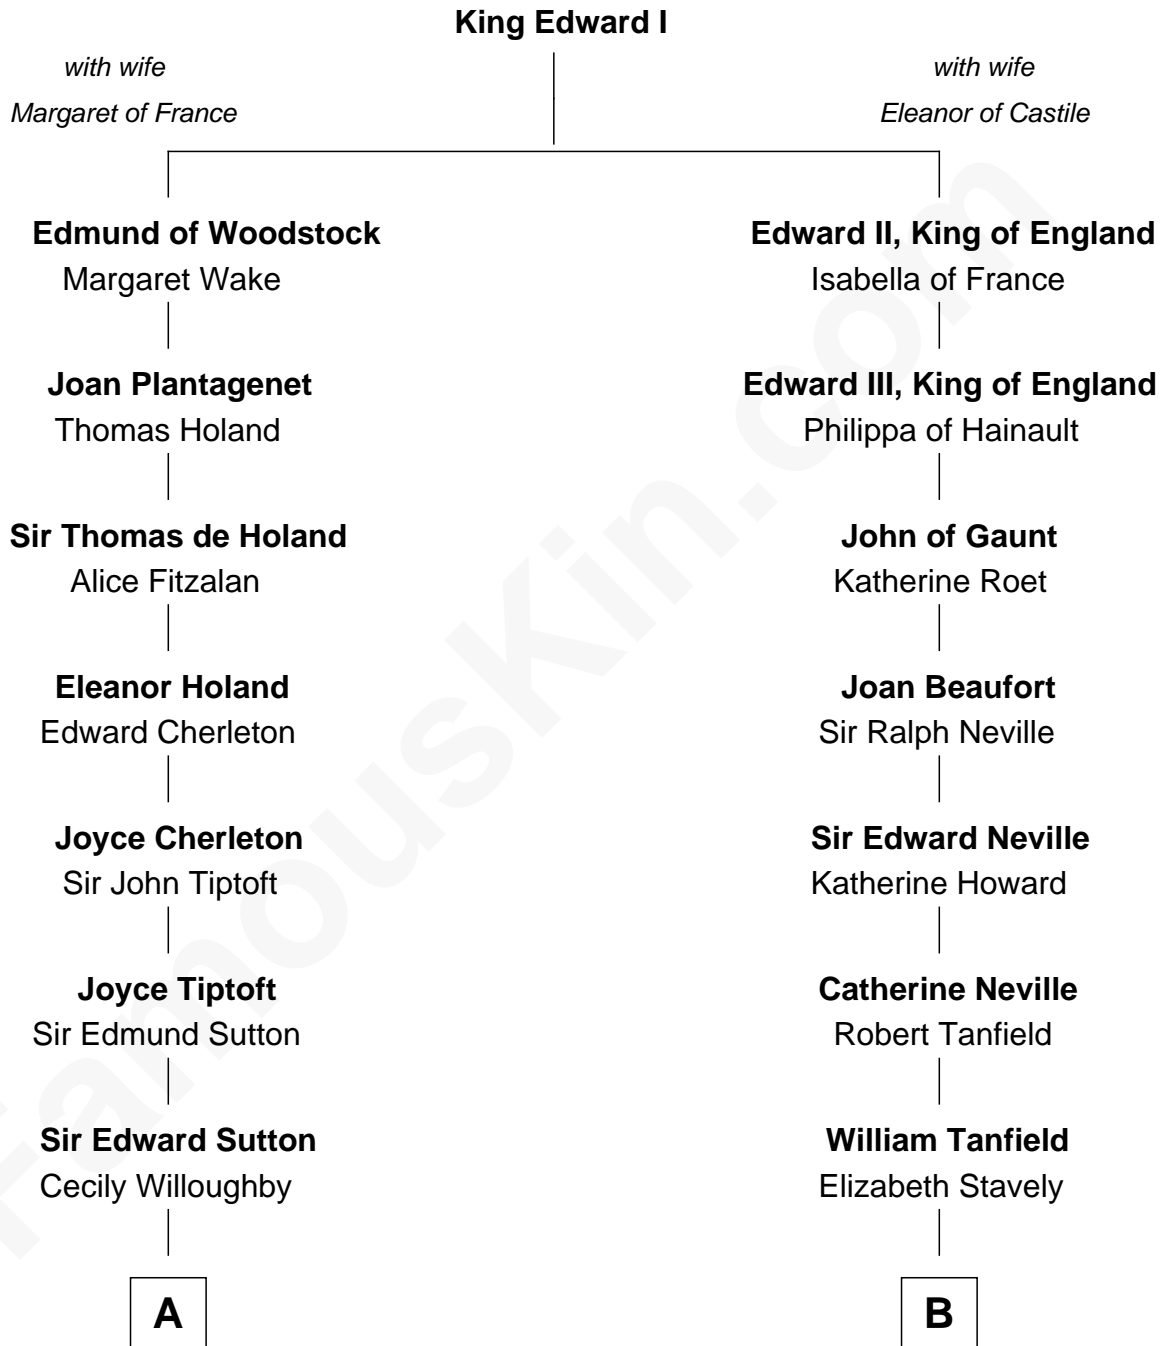 King Edward I
with wife
Margaret of France
with wife
Eleanor of Castile
Edmund of Woodstock
Margaret Wake
Edward II, King of England
Isabella of France
Joan Plantagenet
Thomas Holand
Edward III, King of England
Philippa of Hainault
Sir Thomas de Holand
Alice Fitzalan
John of Gaunt
Katherine Roet
Eleanor Holand
Edward Cherleton
Joan Beaufort
Sir Ralph Neville
Joyce Cherleton
Sir John Tiptoft
Sir Edward Neville
Katherine Howard
Joyce Tiptoft
Sir Edmund Sutton
Catherine Neville
Robert Tanfield
Sir Edward Sutton
Cecily Willoughby
William Tanfield
Elizabeth Stavely
A
B
FamousKin.com